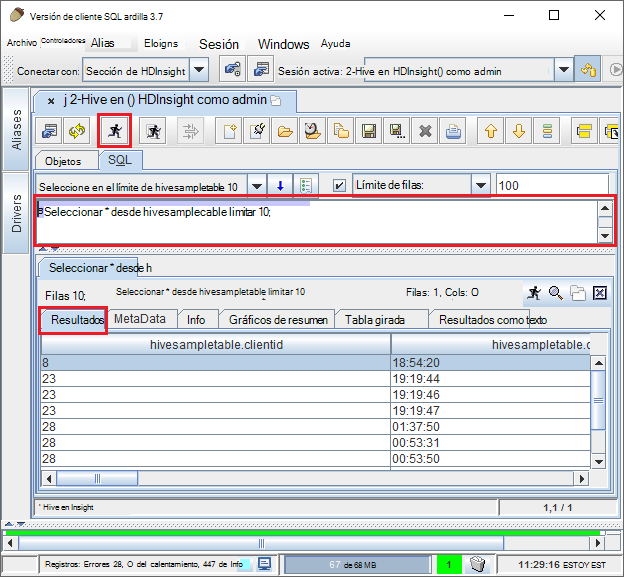 Versión de cliente SQL ardilla 3.7
Archivo Controladores Alias Eloigns Sesión Windows Ayuda
Conectar con: Sección de HDInsight Sesión activa: 2-Hive en HDInsight() como admin
× j 2-Hive en () HDInsight como admin
Aliases
Drivers
Objetos SQL
Seleccione en el límite de hivesampletable 10 Límite de filas: 100
Seleccionar * desde hivesamplecable limitar 10;
Seleccionar * desde h
Filas 10; Seleccionar * desde hivesampletable limitar 10 Filas: 1, Cols: O
Resultados MetaData Info Gráficos de resumen Tabla girada Resultados como texto
hivesampletable.clientid hivesampletable.
8 18:54:20
23 19:19:44
23 19:19:46
23 19:19:47
28 01:37:50
28 00:53:31
28 00:53:50
' Hive en Insight 1,1 / 1
Registros: Errores 28, O del calentamiento, 447 de Info 67 de 68 MB 1 11:29:16 ESTOY EST